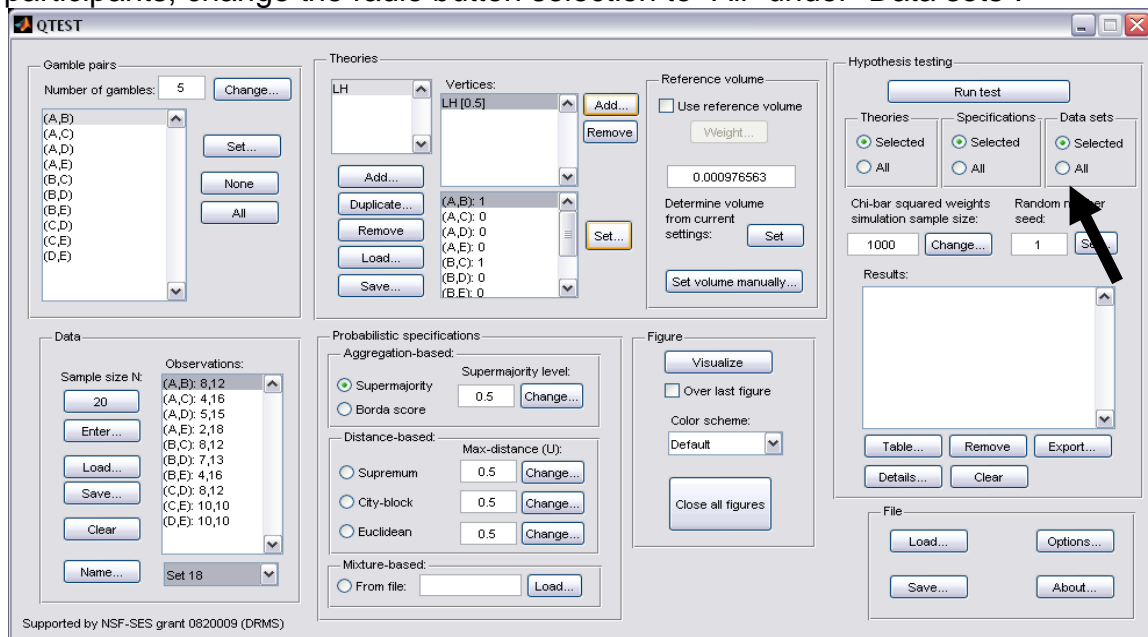 participants, change the radio button selection to "All" under "Data sets".
QTEST
Gamble pairs
Number of gambles: 5 Change...
(A,B)
(A,C)
(A,D)
(A,E)
(B,C)
(B,D)
(B,E)
(C,D)
(C,E)
(D,E)
Set...
None
All
Theories
LH
Add...
Duplicate...
Remove
Load...
Save...
Vertices:
LH [0.5]
Add...
Remove
(A,B): 1
(A,C): 0
(A,D): 0
(A,E): 0
(B,C): 1
(B,D): 0
(B,E): 0
Set...
Reference volume
Use reference volume
Weight...
0.000976563
Determine volume
from current
settings: Set
Set volume manually...
Hypothesis testing
Run test
Theories
Selected
All
Specifications
Selected
All
Data sets
Selected
All
Chi-bar squared weights
simulation sample size:
1000 Change...
Random
seed:
1
Results:
Table... Remove Export...
Details... Clear
Data
Sample size N:
20
Enter...
Load...
Save...
Clear
Name...
Observations:
(A,B): 8,12
(A,C): 4,16
(A,D): 5,15
(A,E): 2,18
(B,C): 8,12
(B,D): 7,13
(B,E): 4,16
(C,D): 8,12
(C,E): 10,10
(D,E): 10,10
Set 18
Probabilistic specifications
Aggregation-based:
Supermajority level:
Supermajority 0.5 Change...
Borda score
Distance-based:
Max-distance (U):
Supremum 0.5 Change...
City-block 0.5 Change...
Euclidean 0.5 Change...
Mixture-based:
From file: Load...
Figure
Visualize
Over last figure
Color scheme:
Default
Close all figures
File
Load... Options...
Save... About...
Supported by NSF-SES grant 0820009 (DRMS)